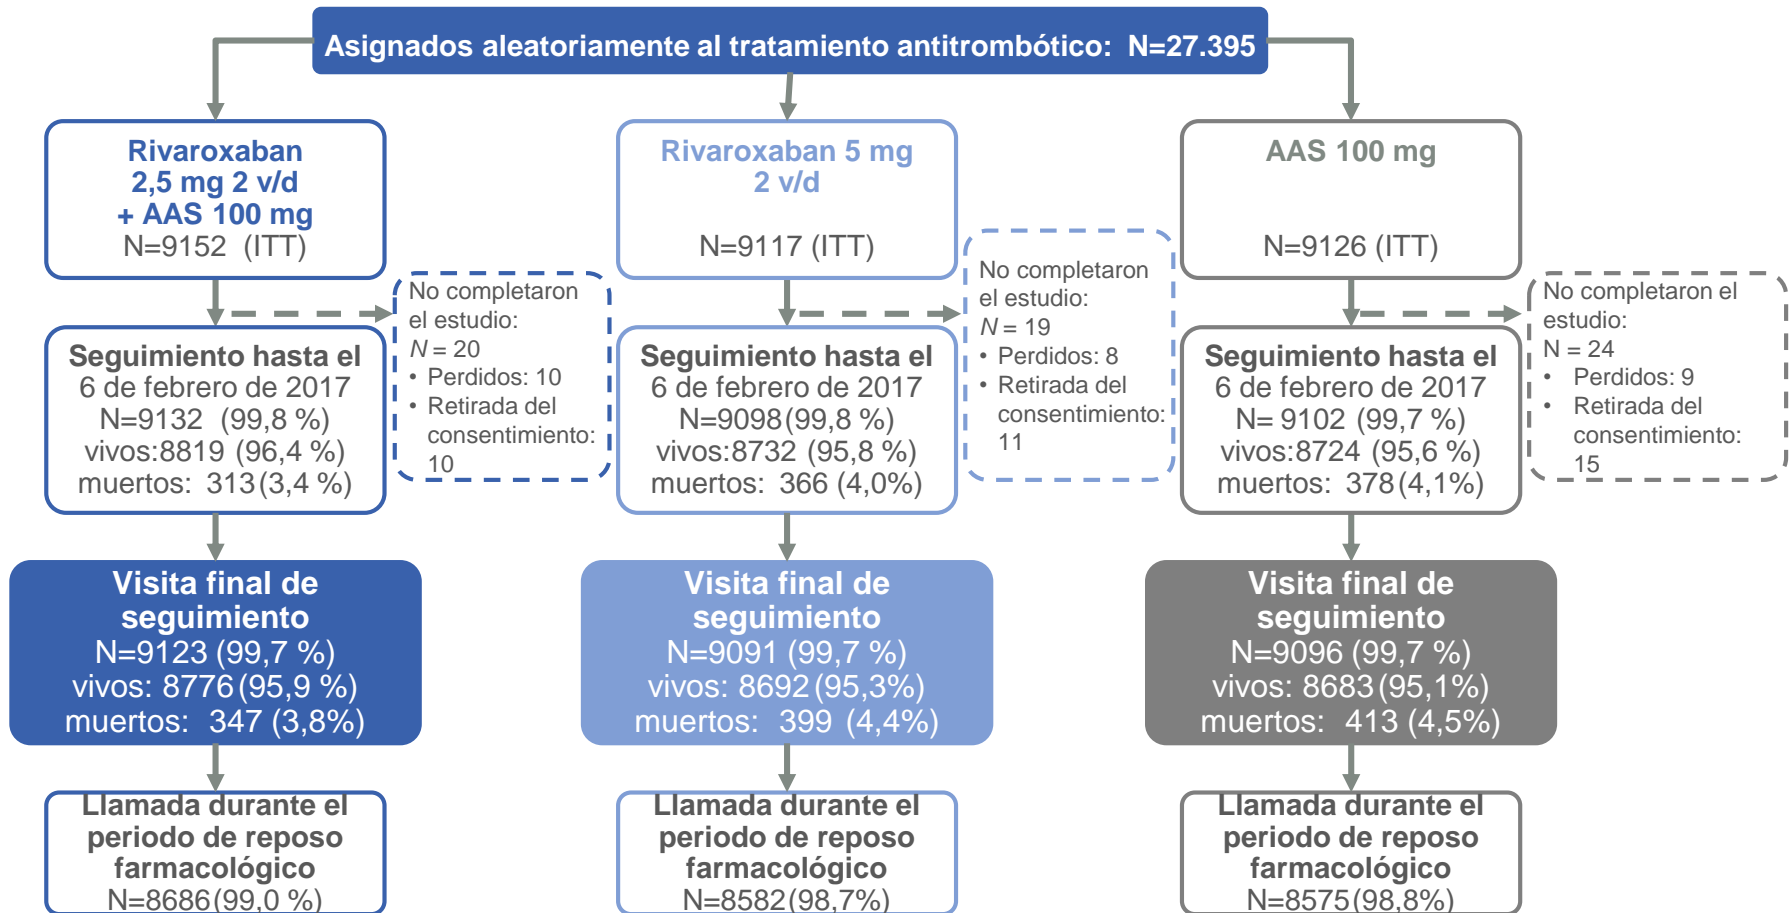 Asignados aleatoriamente al tratamiento antitrombótico: N=27.395
Rivaroxaban
2,5 mg 2 v/d
+ AAS 100 mg
N=9152 (ITT)
Rivaroxaban 5 mg
2 v/d
N=9117 (ITT)
AAS 100 mg
N=9126 (ITT)
No completaron
el estudio:
N = 20
• Perdidos: 10
• Retirada del
consentimiento:
10
No completaron
el estudio:
N = 19
• Perdidos: 8
• Retirada del
consentimiento:
11
No completaron el
estudio:
N = 24
• Perdidos: 9
• Retirada del
consentimiento:
15
Seguimiento hasta el
6 de febrero de 2017
N=9132 (99,8 %)
vivos:8819 (96,4 %)
muertos: 313(3,4 %)
Seguimiento hasta el
6 de febrero de 2017
N=9098(99,8 %)
vivos:8732 (95,8 %)
muertos: 366 (4,0%)
Seguimiento hasta el
6 de febrero de 2017
N= 9102 (99,7 %)
vivos:8724 (95,6 %)
muertos: 378(4,1%)
Visita final de
seguimiento
N=9123 (99,7 %)
vivos: 8776(95,9 %)
muertos: 347 (3,8%)
Visita final de
seguimiento
N=9091 (99,7 %)
vivos: 8692(95,3%)
muertos: 399 (4,4%)
Visita final de
seguimiento
N=9096 (99,7 %)
vivos: 8683(95,1%)
muertos: 413 (4,5%)
Llamada durante el
periodo de reposo
farmacológico
N=8686(99,0 %)
Llamada durante el
periodo de reposo
farmacológico
N=8582(98,7%)
Llamada durante el
periodo de reposo
farmacológico
N=8575(98,8%)